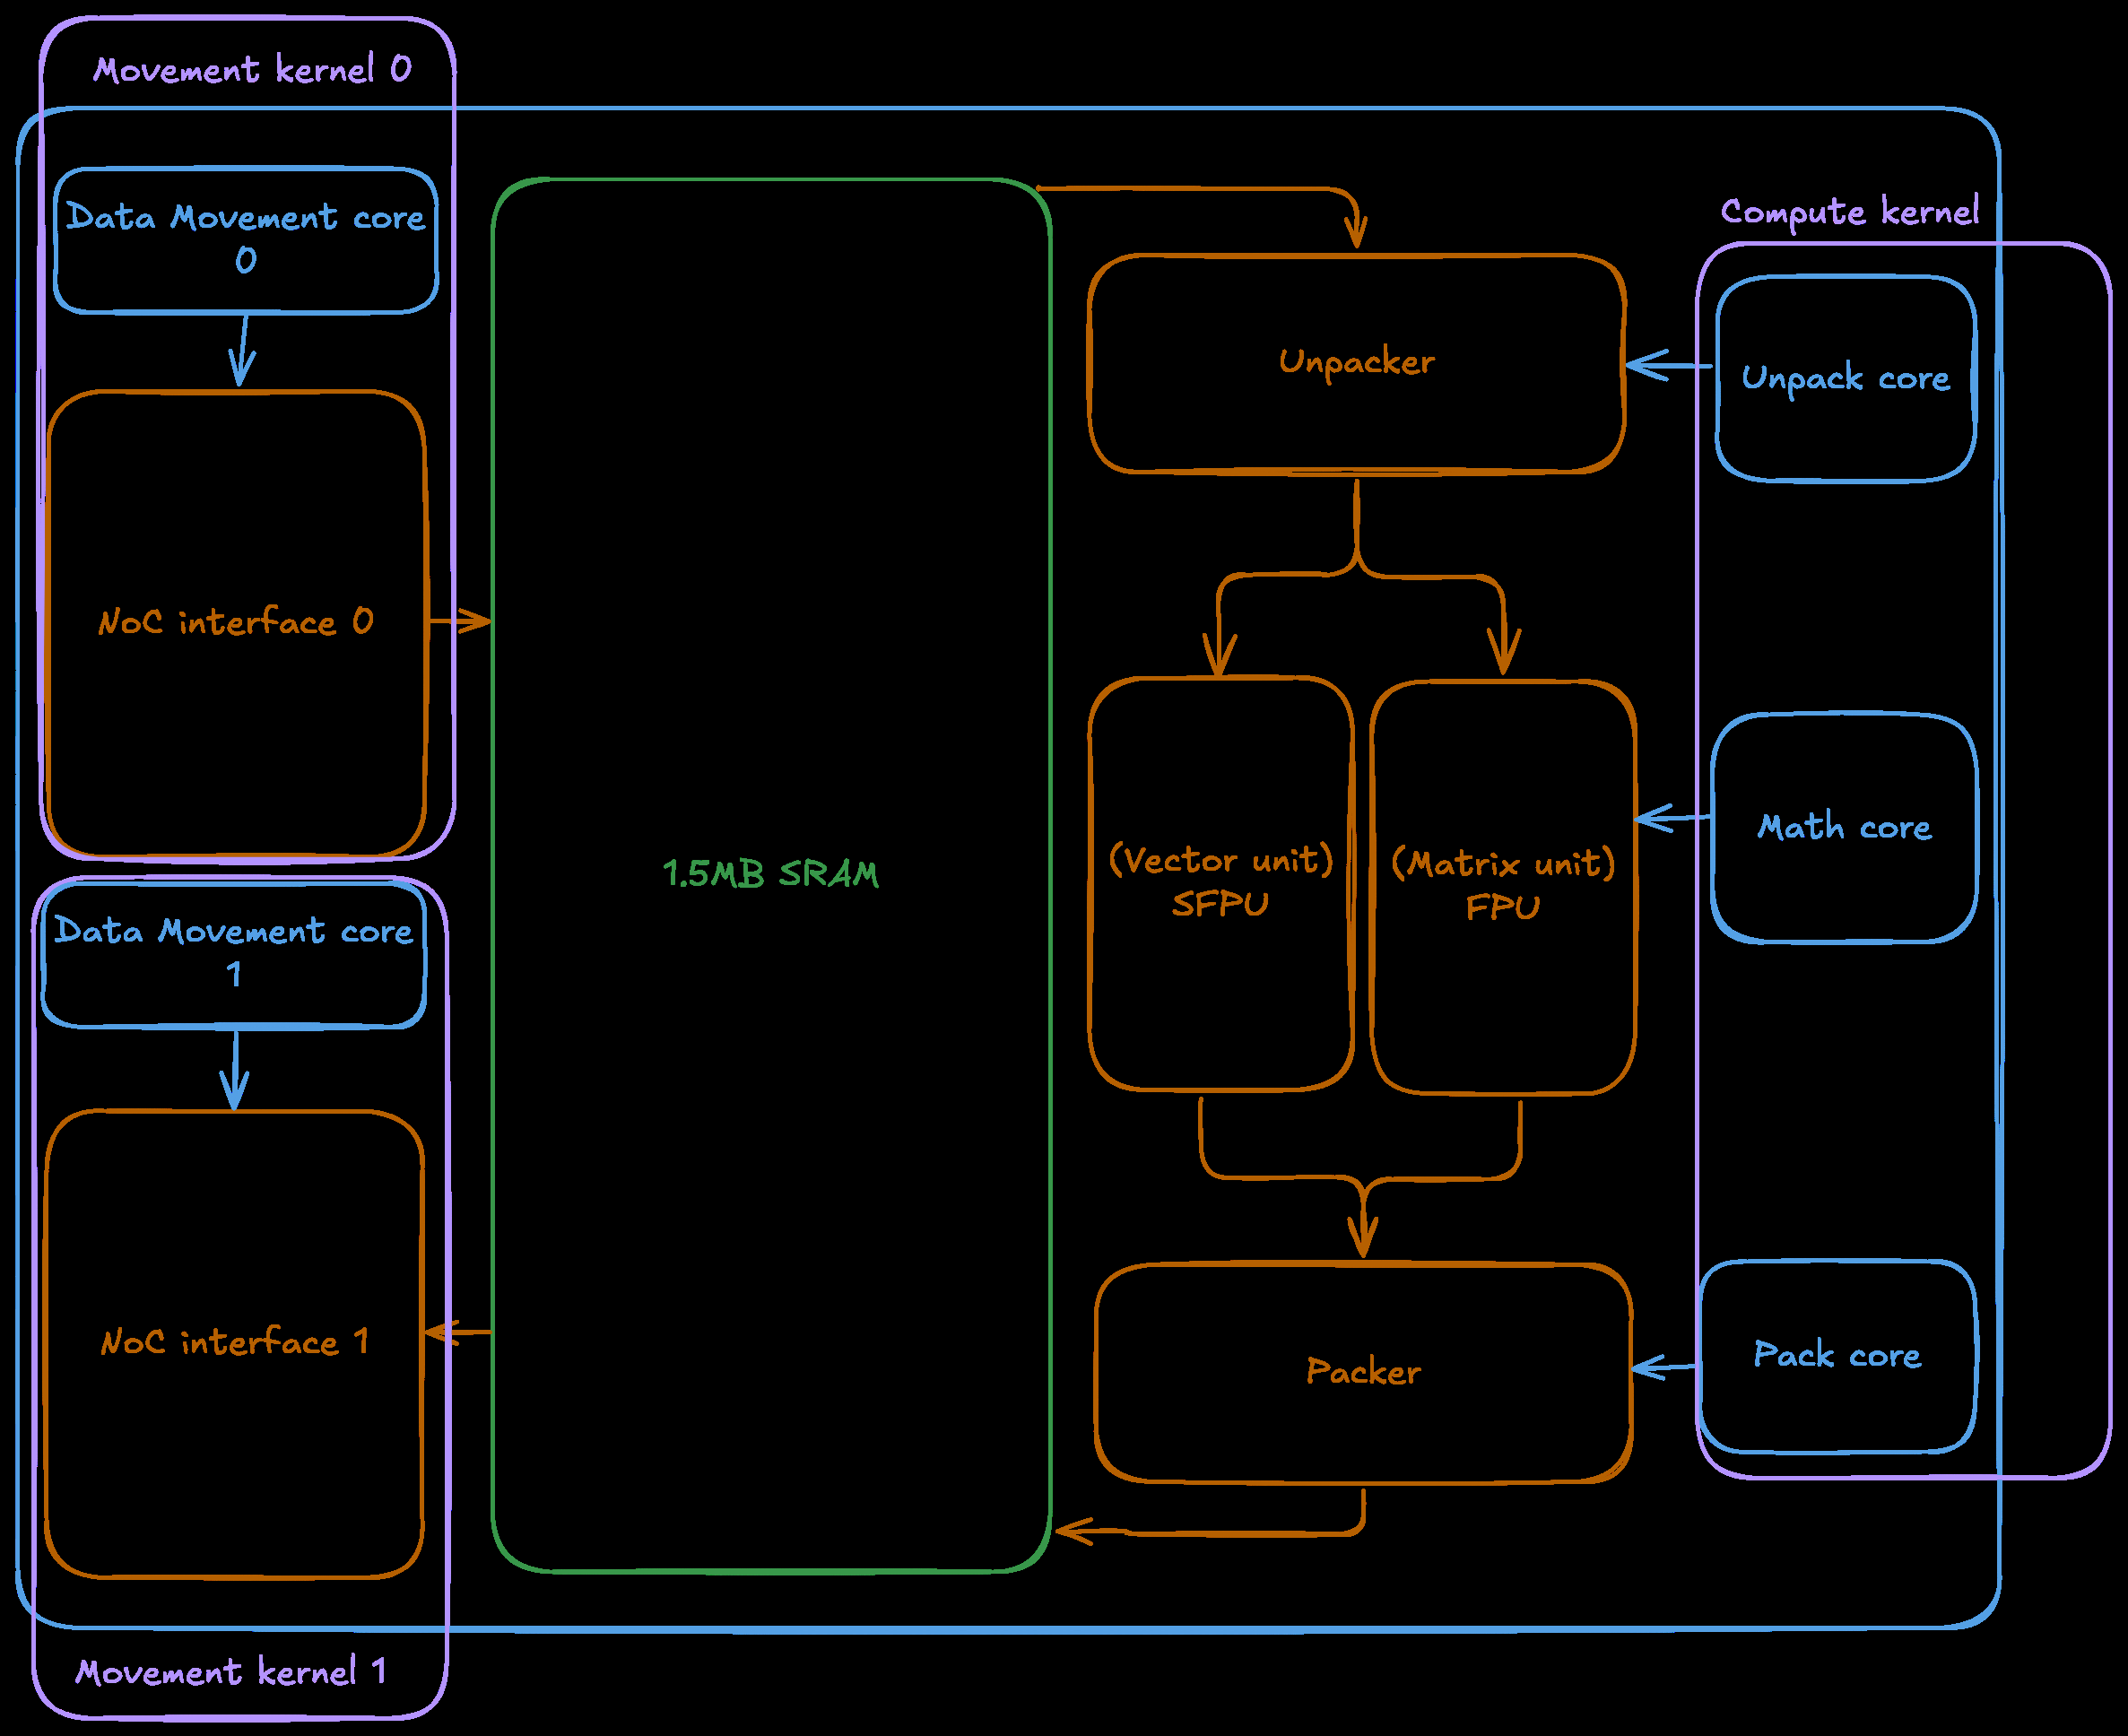 Movement kernel 0
Data Movement core
0
NoC interface 0
Data Movement core
1
NoC interface 1
Movement kernel 1
1.5MB SRAM
Unpacker
(Vector unit)
SFPU
(Matrix unit)
FPU
Packer
Compute kernel
Unpack core
Math core
Pack core